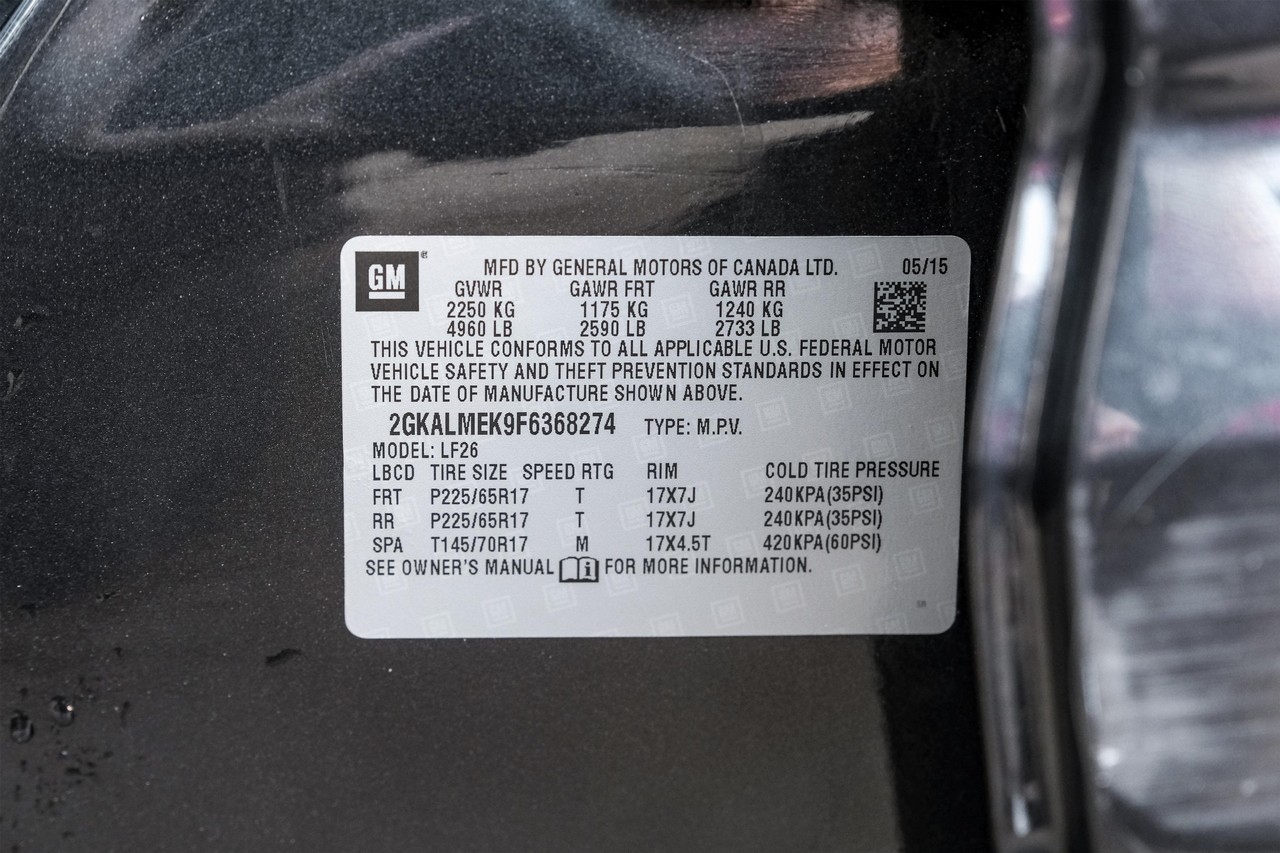 GM ®
MFD BY GENERAL MOTORS OF CANADA LTD. 05/15
GVWR GAWR FRT GAWR RR
2250 KG 1175 KG 1240 KG
4960 LB 2590 LB 2733 LB
THIS VEHICLE CONFORMS TO ALL APPLICABLE U.S. FEDERAL MOTOR
VEHICLE SAFETY AND THEFT PREVENTION STANDARDS IN EFFECT ON
THE DATE OF MANUFACTURE SHOWN ABOVE.
2GKALMEK9F6368274 TYPE: M.P.V.
MODEL: LF26
LBCD TIRE SIZE SPEED RTG RIM COLD TIRE PRESSURE
FRT P225/65R17 T 17X7J 240KPA(35PSI)
RR P225/65R17 T 17X7J 240KPA(35PSI)
SPA T145/70R17 M 17X4.5T 420KPA(60PSI)
SEE OWNER'S MANUAL i FOR MORE INFORMATION.